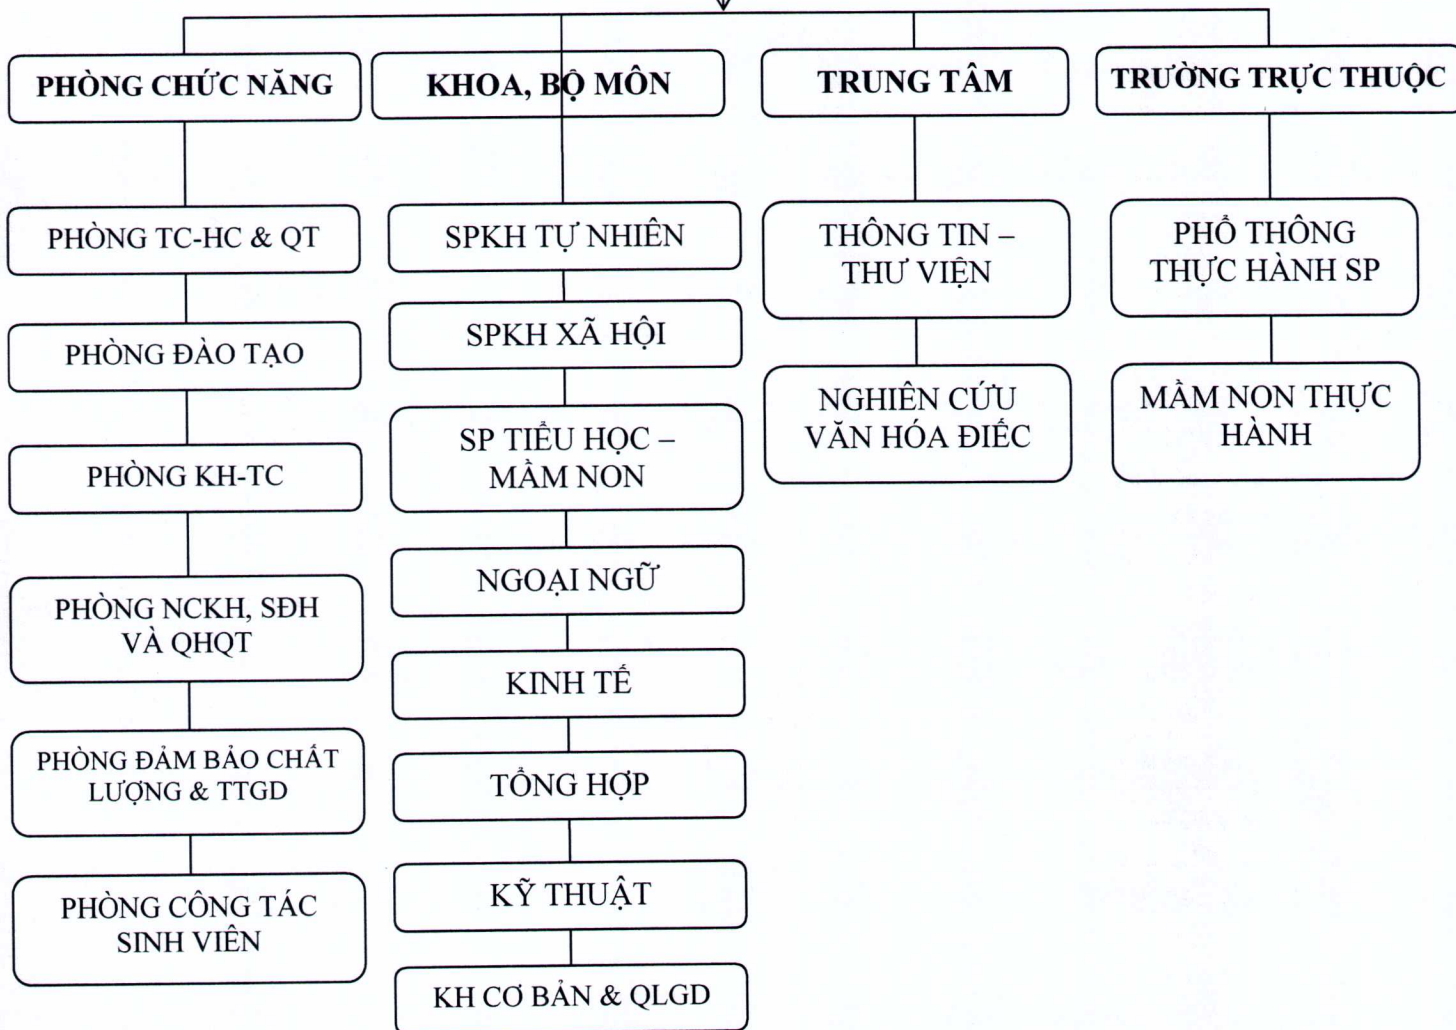 PHÒNG CHỨC NĂNG
KHOA, BỘ MÔN
TRUNG TÂM
TRƯỜNG TRỰC THUỘC
PHÒNG TC-HC & QT
PHÒNG ĐÀO TẠO
PHÒNG KH-TC
PHÒNG NCKH, SĐH
VÀ QHQT
PHÒNG ĐẢM BẢO CHẤT
LƯỢNG & TTGD
PHÒNG CÔNG TÁC
SINH VIÊN
SPKH TỰ NHIÊN
SPKH XÃ HỘI
SP TIỂU HỌC –
MẦM NON
NGOẠI NGỮ
KINH TẾ
TỔNG HỢP
KỸ THUẬT
KH CƠ BẢN & QLGD
THÔNG TIN –
THƯ VIỆN
NGHIÊN CỨU
VĂN HÓA ĐIẾC
PHỔ THÔNG
THỰC HÀNH SP
MẦM NON THỰC
HÀNH